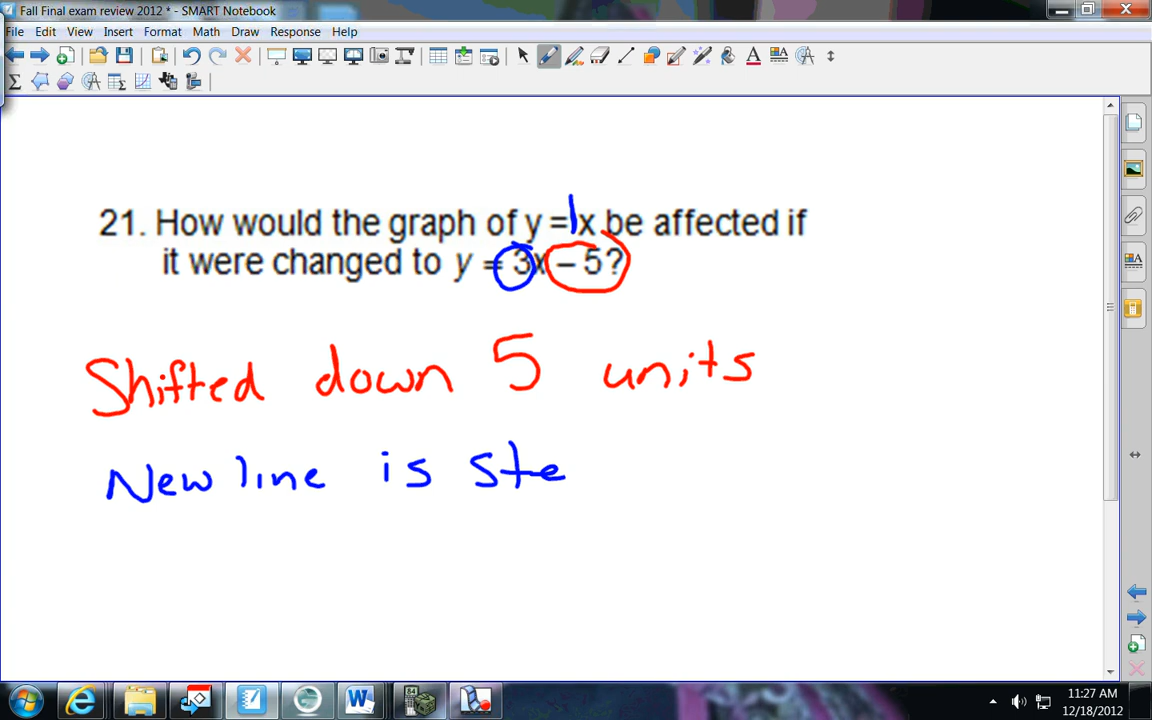 Fall Final exam review 2012 * - SMART Notebook
File Edit View Insert Format Math Draw Response Help
21. How would the graph of y = 1x be affected if
it were changed to y = 3x – 5?
Shifted down 5 units
New line is ste
11:27 AM
12/18/2012